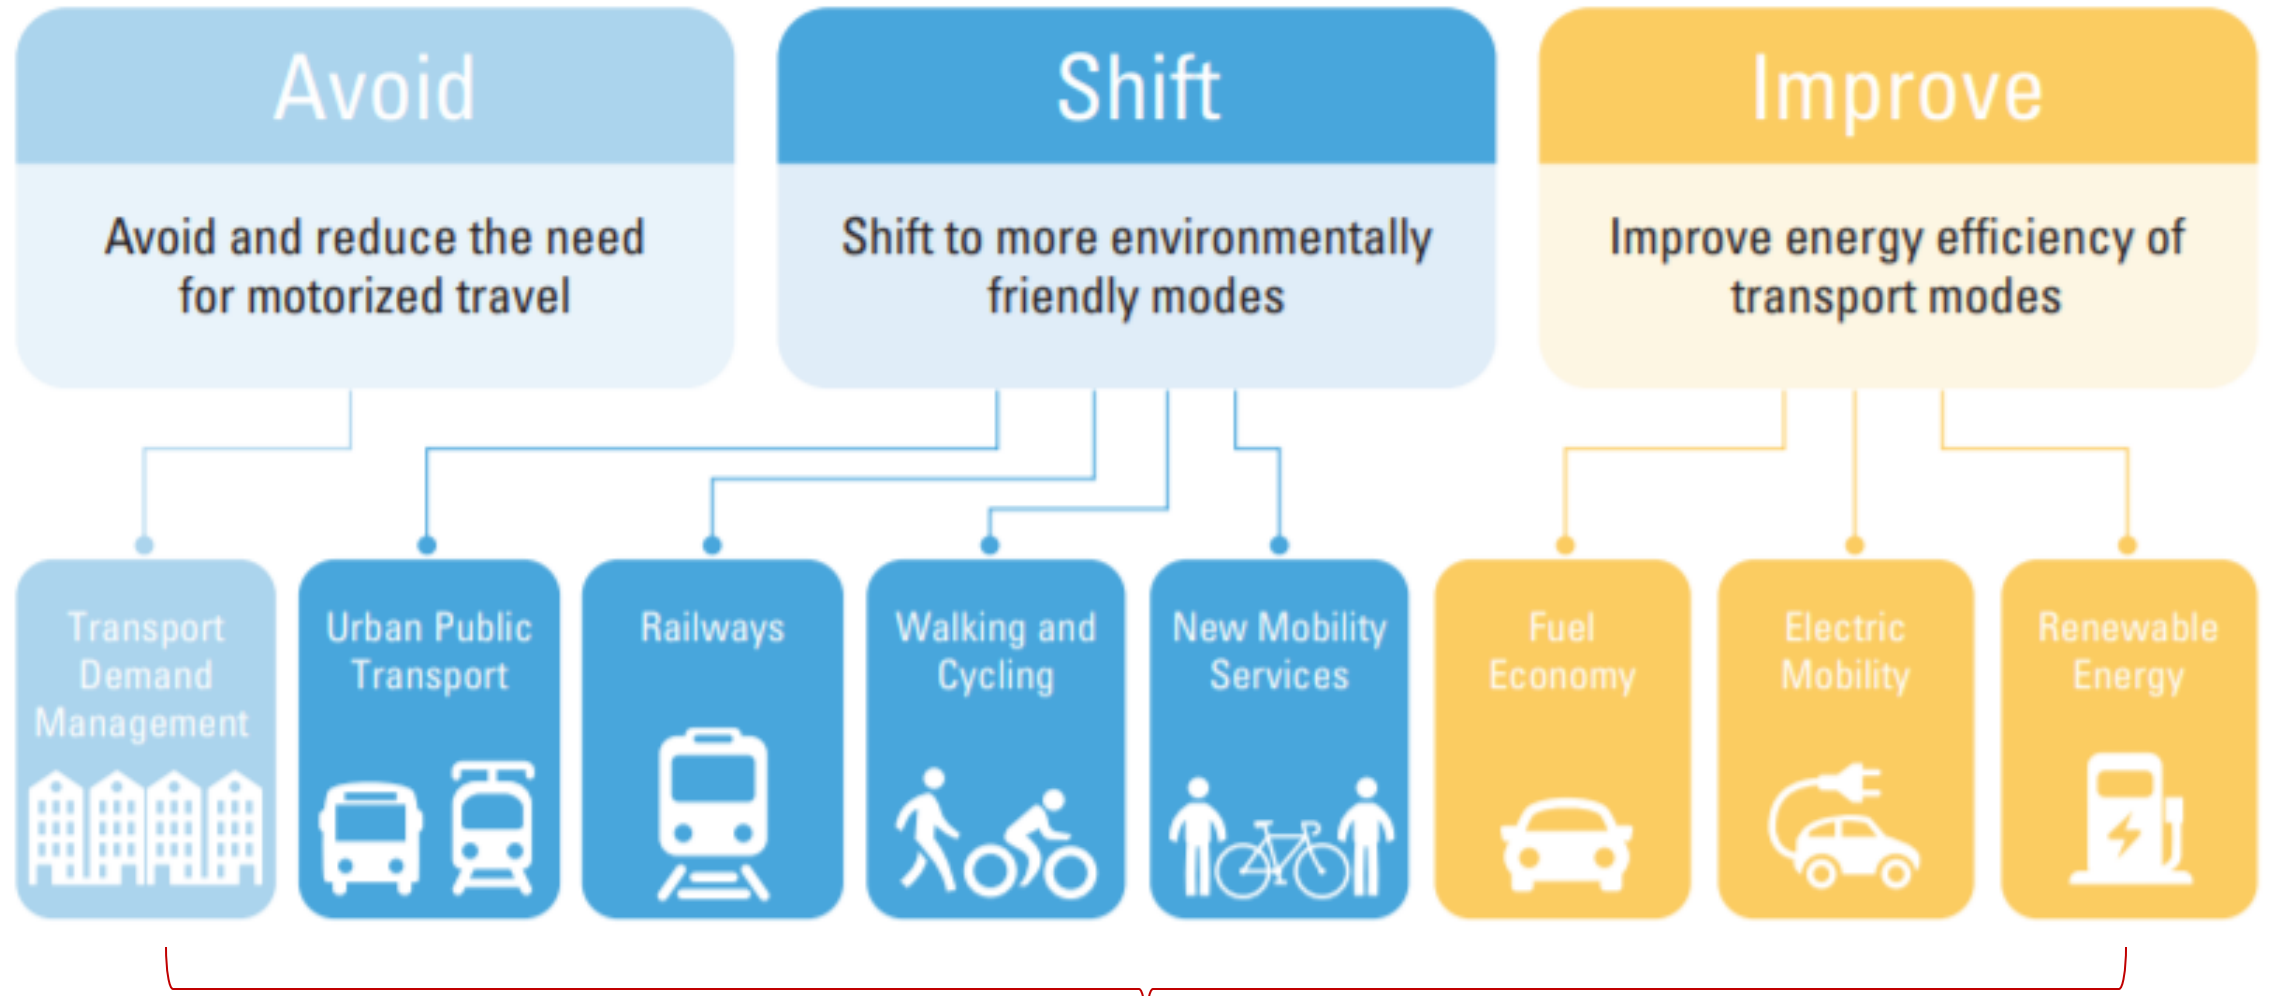 Avoid
Avoid and reduce the need
for motorized travel
Shift
Shift to more environmentally
friendly modes
Improve
Improve energy efficiency of
transport modes
Transport
Demand
Management
Urban Public
Transport
Railways
Walking and
Cycling
New Mobility
Services
Fuel
Economy
Electric
Mobility
Renewable
Energy